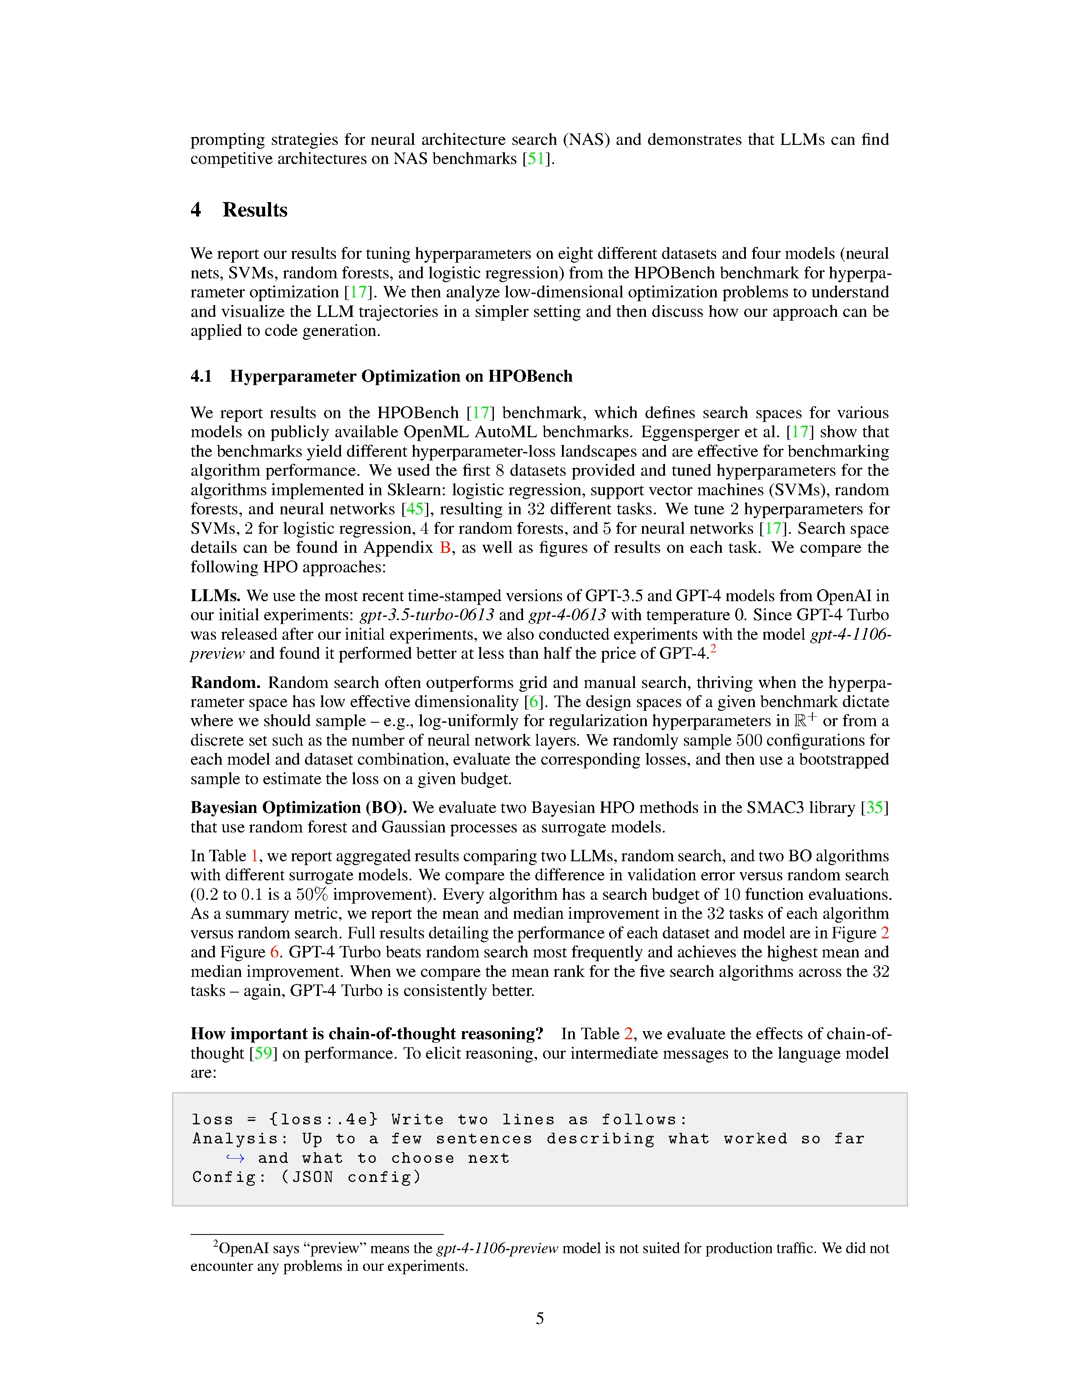 prompting strategies for neural architecture search (NAS) and demonstrates that LLMs can find
competitive architectures on NAS benchmarks [51].
4 Results
We report our results for tuning hyperparameters on eight different datasets and four models (neural
nets, SVMs, random forests, and logistic regression) from the HPOBench benchmark for hyperpa-
rameter optimization [17]. We then analyze low-dimensional optimization problems to understand
and visualize the LLM trajectories in a simpler setting and then discuss how our approach can be
applied to code generation.
4.1 Hyperparameter Optimization on HPOBench
We report results on the HPOBench [17] benchmark, which defines search spaces for various
models on publicly available OpenML AutoML benchmarks. Eggensperger et al. [17] show that
the benchmarks yield different hyperparameter-loss landscapes and are effective for benchmarking
algorithm performance. We used the first 8 datasets provided and tuned hyperparameters for the
algorithms implemented in Sklearn: logistic regression, support vector machines (SVMs), random
forests, and neural networks [45], resulting in 32 different tasks. We tune 2 hyperparameters for
SVMs, 2 for logistic regression, 4 for random forests, and 5 for neural networks [17]. Search space
details can be found in Appendix B, as well as figures of results on each task. We compare the
following HPO approaches:
LLMs. We use the most recent time-stamped versions of GPT-3.5 and GPT-4 models from OpenAI in
our initial experiments: gpt-3.5-turbo-0613 and gpt-4-0613 with temperature 0. Since GPT-4 Turbo
was released after our initial experiments, we also conducted experiments with the model gpt-4-1106-
preview and found it performed better at less than half the price of GPT-4.²
Random. Random search often outperforms grid and manual search, thriving when the hyperpa-
rameter space has low effective dimensionality [6]. The design spaces of a given benchmark dictate
where we should sample – e.g., log-uniformly for regularization hyperparameters in ℝ⁺ or from a
discrete set such as the number of neural network layers. We randomly sample 500 configurations for
each model and dataset combination, evaluate the corresponding losses, and then use a bootstrapped
sample to estimate the loss on a given budget.
Bayesian Optimization (BO). We evaluate two Bayesian HPO methods in the SMAC3 library [35]
that use random forest and Gaussian processes as surrogate models.
In Table 1, we report aggregated results comparing two LLMs, random search, and two BO algorithms
with different surrogate models. We compare the difference in validation error versus random search
(0.2 to 0.1 is a 50% improvement). Every algorithm has a search budget of 10 function evaluations.
As a summary metric, we report the mean and median improvement in the 32 tasks of each algorithm
versus random search. Full results detailing the performance of each dataset and model are in Figure 2
and Figure 6. GPT-4 Turbo beats random search most frequently and achieves the highest mean and
median improvement. When we compare the mean rank for the five search algorithms across the 32
tasks – again, GPT-4 Turbo is consistently better.
How important is chain-of-thought reasoning? In Table 2, we evaluate the effects of chain-of-
thought [59] on performance. To elicit reasoning, our intermediate messages to the language model
are:
loss = {loss:.4e} Write two lines as follows:
Analysis: Up to a few sentences describing what worked so far
↪ and what to choose next
Config: (JSON config)
²OpenAI says “preview” means the gpt-4-1106-preview model is not suited for production traffic. We did not
encounter any problems in our experiments.
5